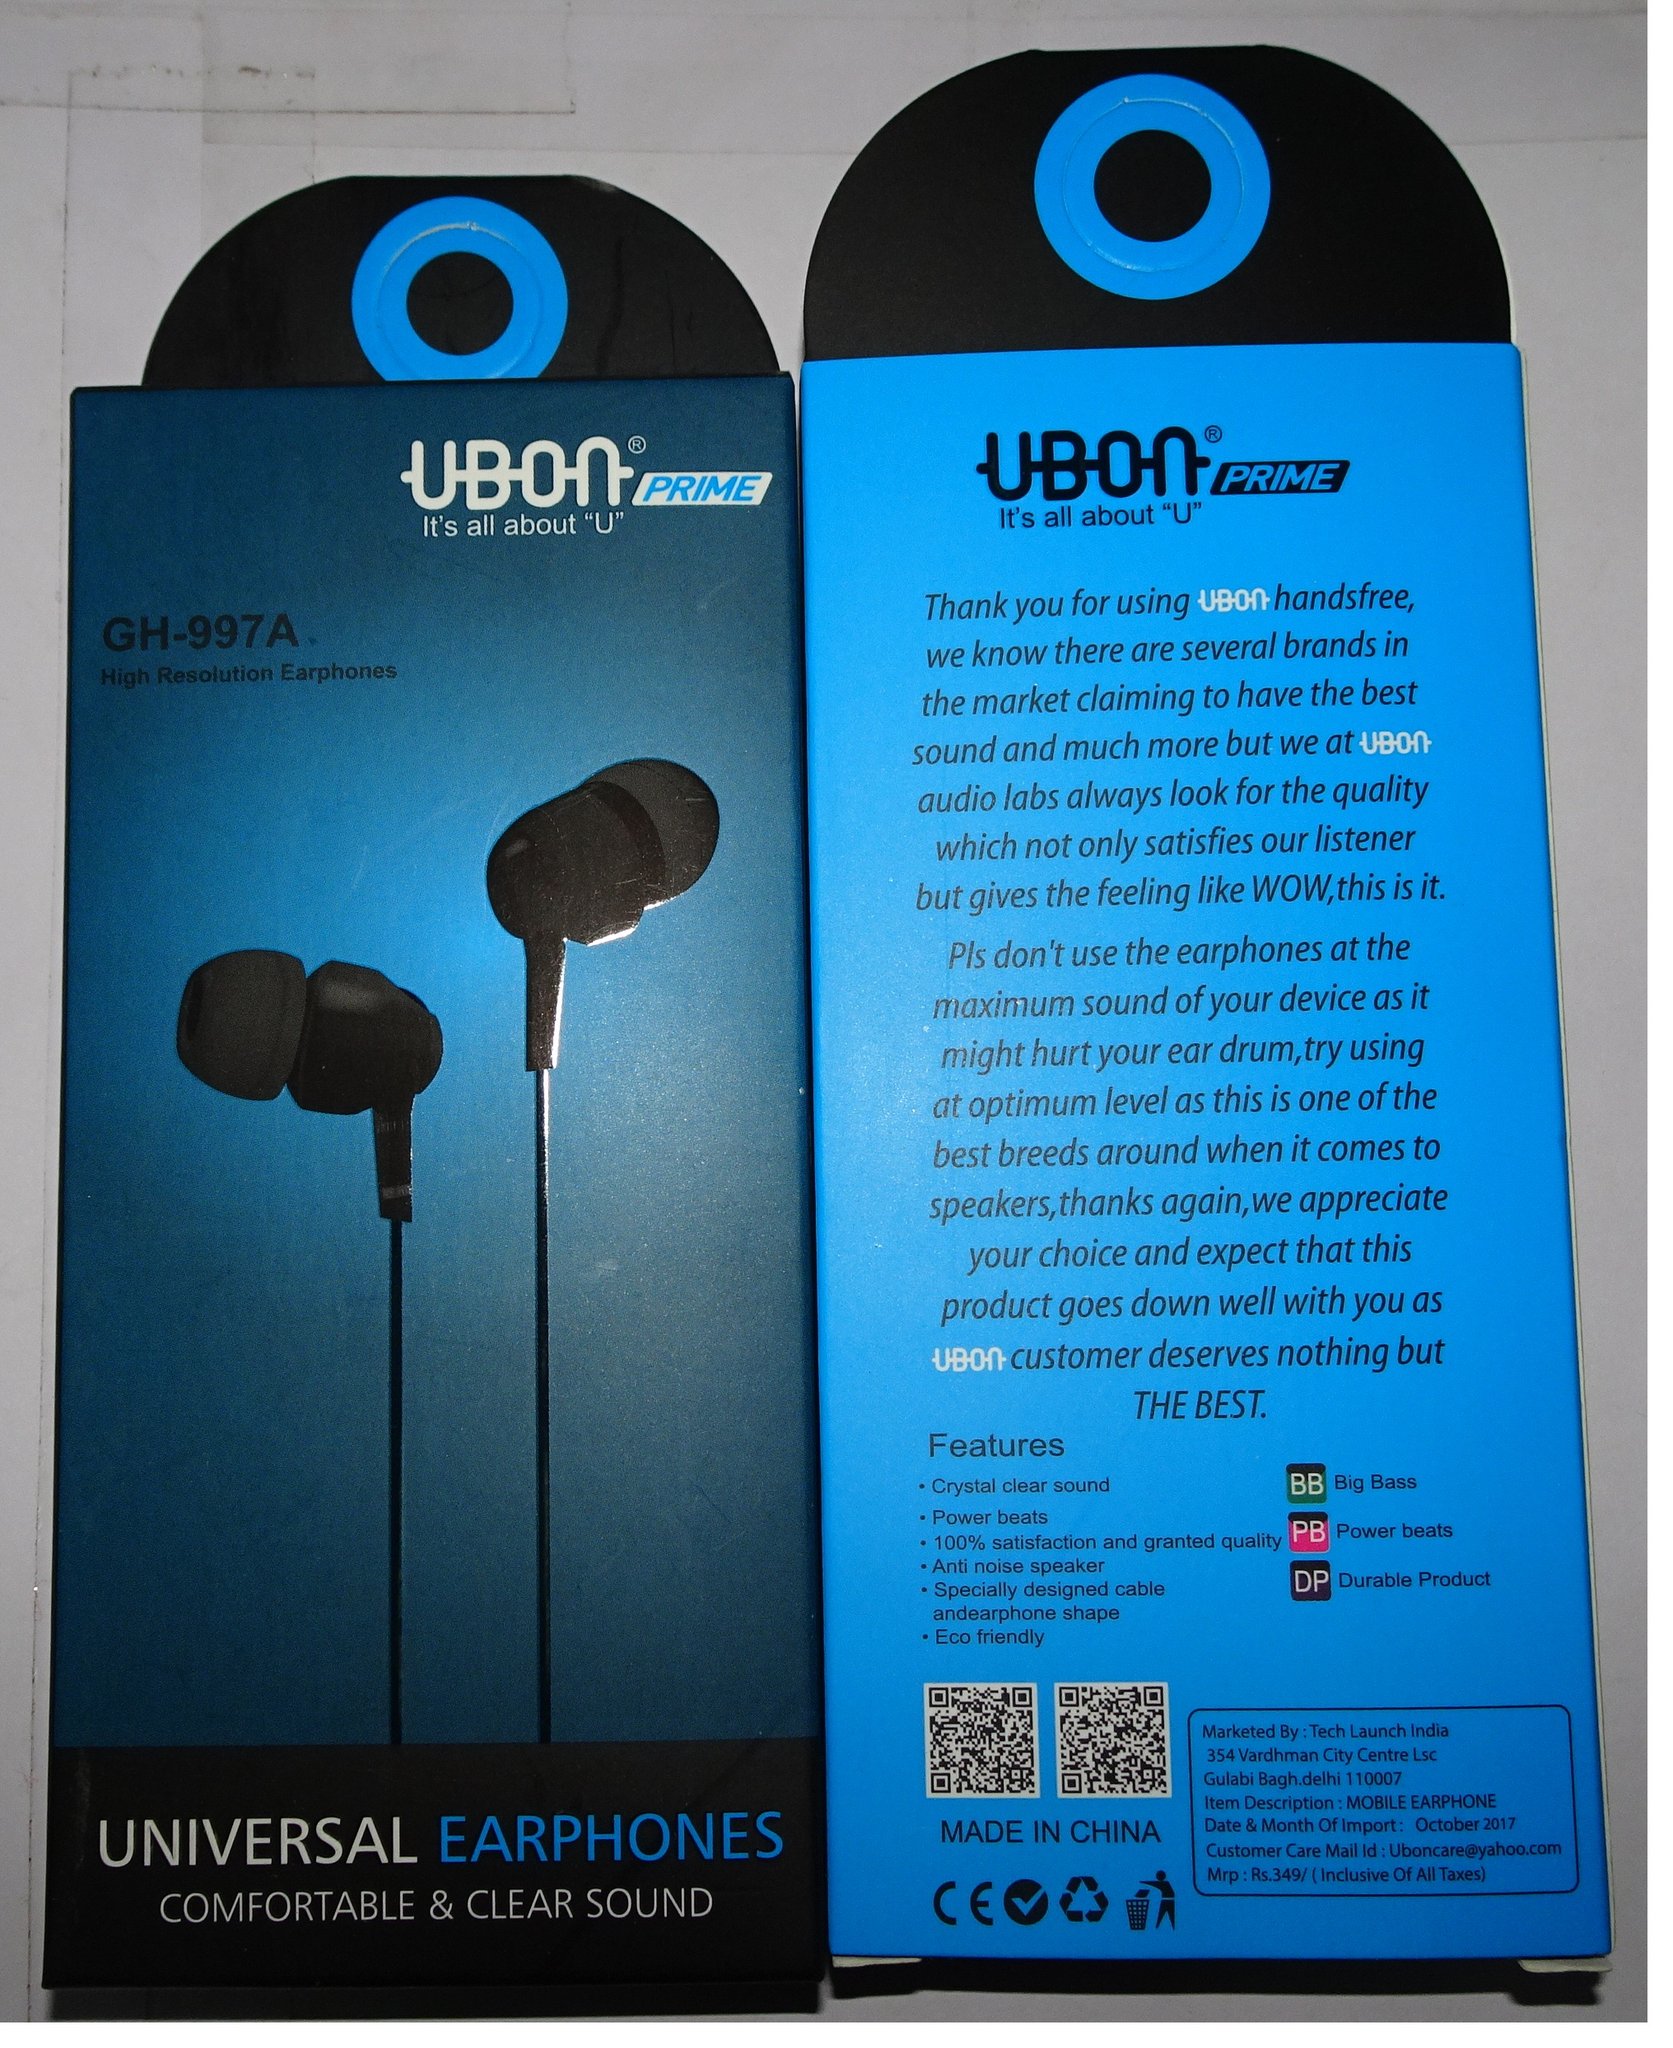 UBON® PRIME
It's all about “U”
GH-997A
High Resolution Earphones
UNIVERSAL EARPHONES
COMFORTABLE & CLEAR SOUND
UBON® PRIME
It's all about “U”
Thank you for using UBON handsfree,
we know there are several brands in
the market claiming to have the best
sound and much more but we at UBON
audio labs always look for the quality
which not only satisfies our listener
but gives the feeling like WOW,this is it.
Pls don't use the earphones at the
maximum sound of your device as it
might hurt your ear drum,try using
at optimum level as this is one of the
best breeds around when it comes to
speakers,thanks again,we appreciate
your choice and expect that this
product goes down well with you as
UBON customer deserves nothing but
THE BEST.
Features
• Crystal clear sound
• Power beats
• 100% satisfaction and granted quality
• Anti noise speaker
• Specially designed cable
andearphone shape
• Eco friendly
BB Big Bass
PB Power beats
DP Durable Product
MADE IN CHINA
CE
Marketed By : Tech Launch India
354 Vardhman City Centre Lsc
Gulabi Bagh.delhi 110007
Item Description : MOBILE EARPHONE
Date & Month Of Import : October 2017
Customer Care Mail Id : Uboncare@yahoo.com
Mrp : Rs.349/ ( Inclusive Of All Taxes)